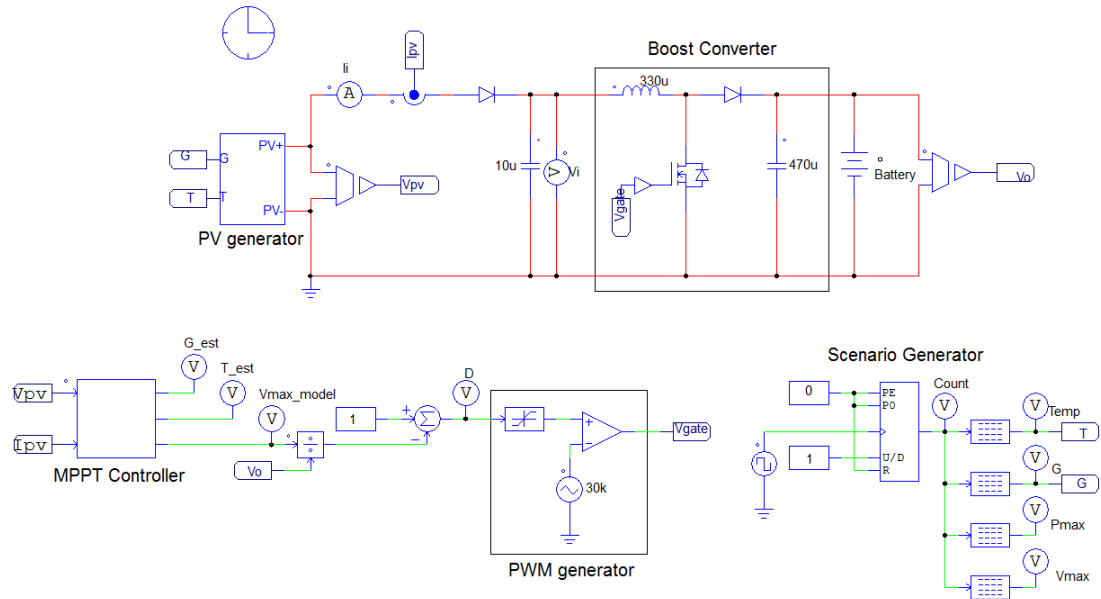 Boost Converter
Ipv
Ii
A
330u
G
G
PV+
T
T
PV-
Vpv
10u
V
Vi
Vgate
470u
Battery
Vo
PV generator
G_est
V
T_est
V
Vpv
Ipv
MPPT Controller
Vmax_model
V
Vo
÷
1
+
Σ
−
D
V
+
−
Vgate
30k
PWM generator
Scenario Generator
0
1
PE
P0
U/D
R
Count
V
V
Temp
T
V
G
G
V
Pmax
V
Vmax